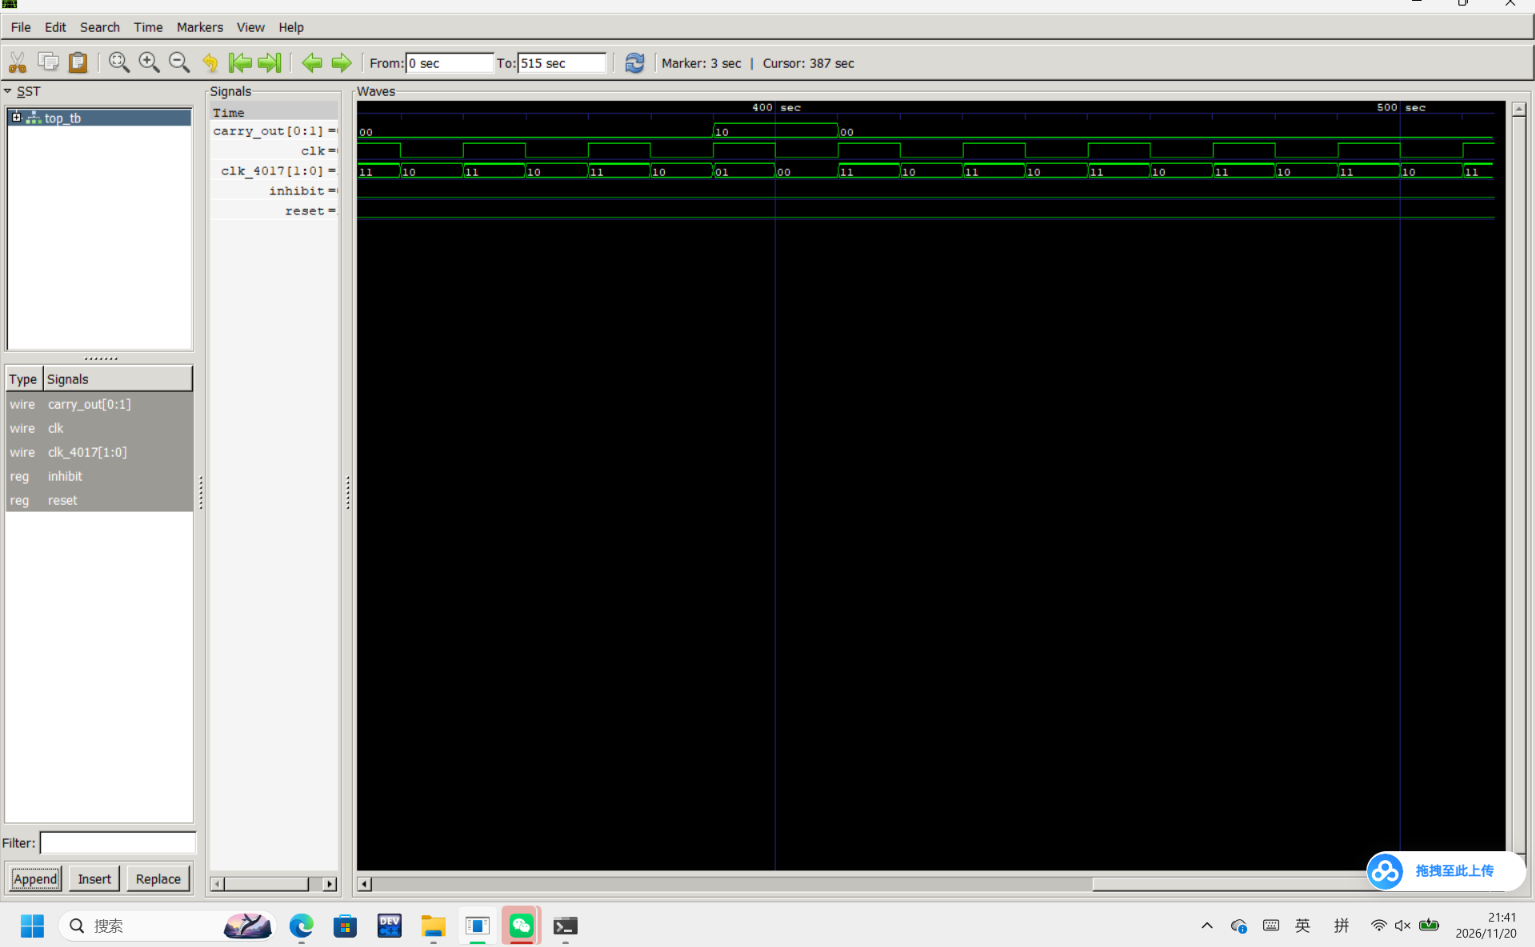 File Edit Search Time Markers View Help
From: 0 sec To: 515 sec Marker: 3 sec | Cursor: 387 sec
SST
top_tb
Type Signals
wire carry_out[0:1]
wire clk
wire clk_4017[1:0]
reg inhibit
reg reset
Filter:
Append Insert Replace
Signals
Time
carry_out[0:1] =
clk =
clk_4017[1:0] =
inhibit =
reset =
Waves
400 sec 500 sec
00 10 00
11 10 11 10 11 10 01 00 11 10 11 10 11 10 11 10 11 10 11
拖拽至此上传
搜索
DEV
英 拼
21:41
2026/11/20